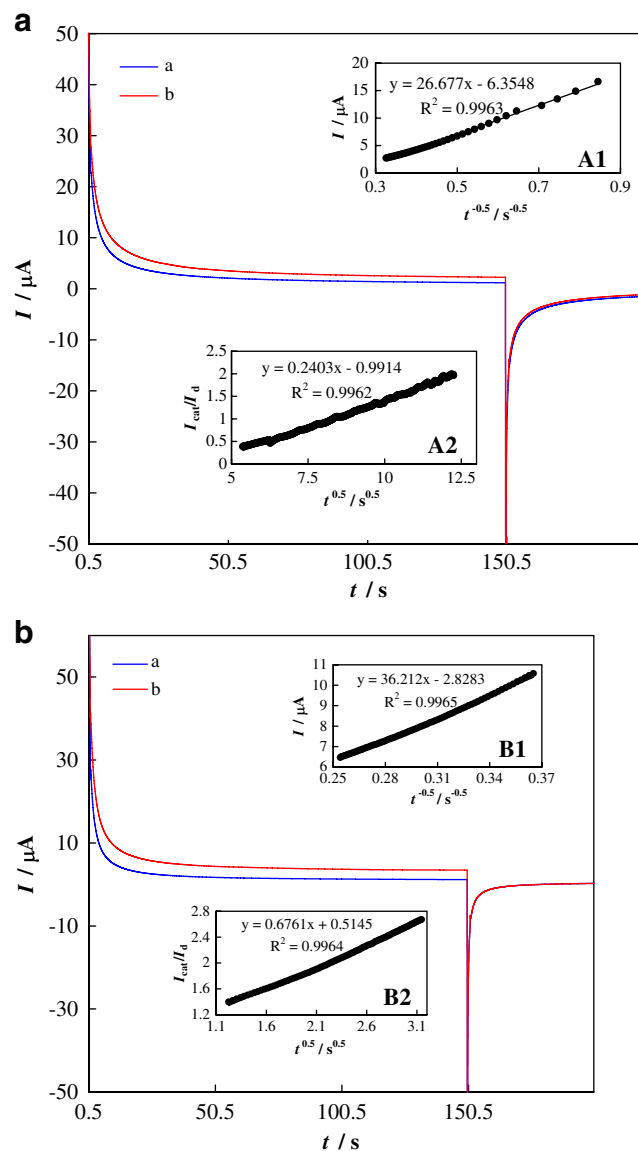 a
50
40
30
20
10
0
-10
-20
-30
-40
-50
I / μA
a
b
0.5
50.5
100.5
150.5
t / s
20
15
10
5
0
I / μA
y = 26.677x - 6.3548
R² = 0.9963
A1
0.3
0.5
0.7
0.9
t⁻⁰·⁵ / s⁻⁰·⁵
2.5
2
1.5
1
0.5
0
Icat/Id
y = 0.2403x - 0.9914
R² = 0.9962
A2
5
7.5
10
12.5
t⁰·⁵ / s⁰·⁵
b
50
30
10
-10
-30
-50
I / μA
a
b
0.5
50.5
100.5
150.5
t / s
11
10
9
8
7
6
I / μA
y = 36.212x - 2.8283
R² = 0.9965
B1
0.25
0.28
0.31
0.34
0.37
t⁻⁰·⁵ / s⁻⁰·⁵
2.8
2.4
2
1.6
1.2
Icat/Id
y = 0.6761x + 0.5145
R² = 0.9964
B2
1.1
1.6
2.1
2.6
3.1
t⁰·⁵ / s⁰·⁵